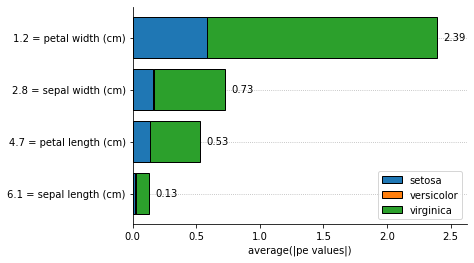 1.2 = petal width (cm)
2.39
2.8 = sepal width (cm)
0.73
4.7 = petal length (cm)
0.53
6.1 = sepal length (cm)
0.13
setosa
versicolor
virginica
0.0 0.5 1.0 1.5 2.0 2.5
average(|pe values|)